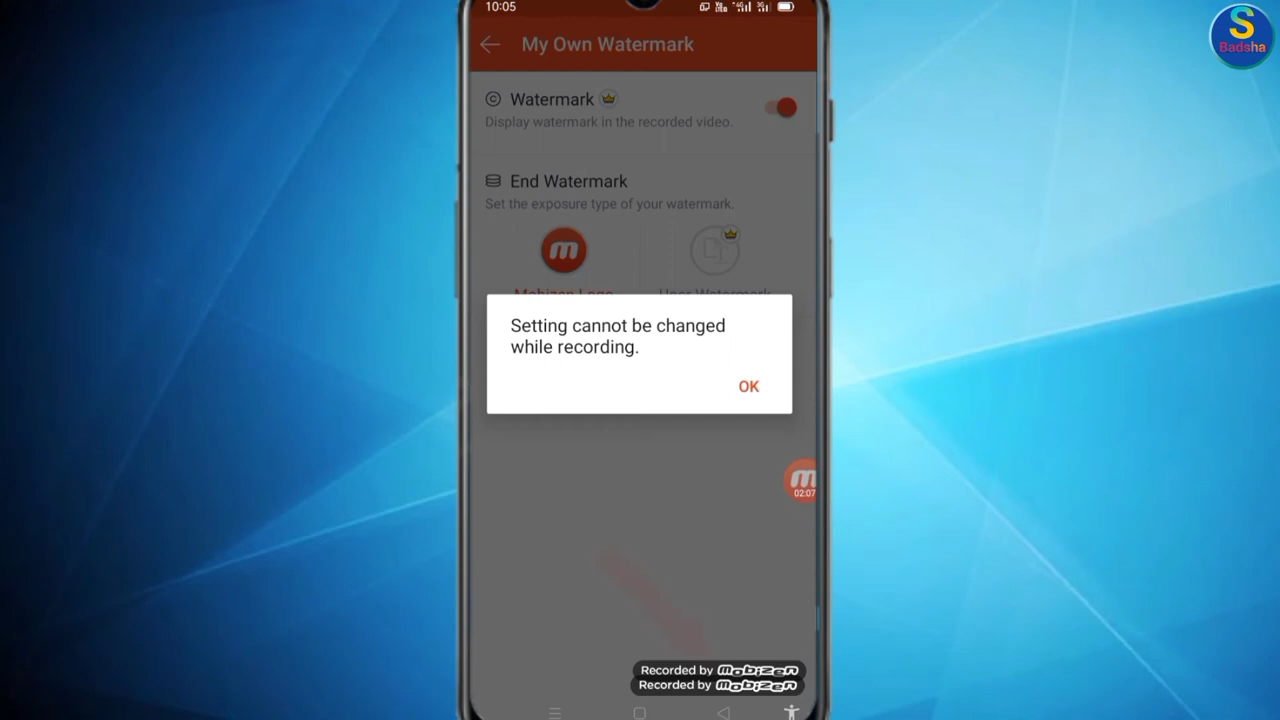 10:05
S
Badsha
My Own Watermark
Watermark
Display watermark in the recorded video.
End Watermark
Set the exposure type of your watermark.
m
Mobizen Logo
User Watermark
Setting cannot be changed
while recording.
OK
m
02:07
Recorded by Mobizen
Recorded by Mobizen